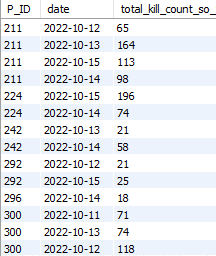 P_ID date total_kill_count_so_
211 2022-10-12 65
211 2022-10-13 164
211 2022-10-15 113
211 2022-10-14 98
224 2022-10-15 196
224 2022-10-14 74
242 2022-10-13 21
242 2022-10-14 58
292 2022-10-12 21
292 2022-10-15 25
296 2022-10-14 18
300 2022-10-11 71
300 2022-10-13 74
300 2022-10-12 118